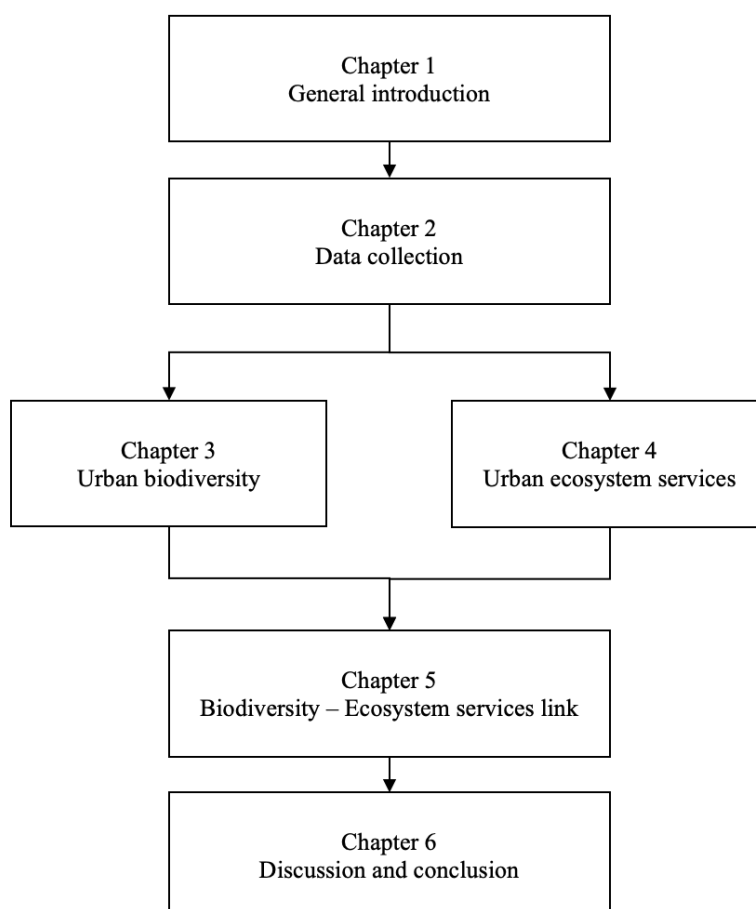 Chapter 1
General introduction
Chapter 2
Data collection
Chapter 3
Urban biodiversity
Chapter 4
Urban ecosystem services
Chapter 5
Biodiversity – Ecosystem services link
Chapter 6
Discussion and conclusion